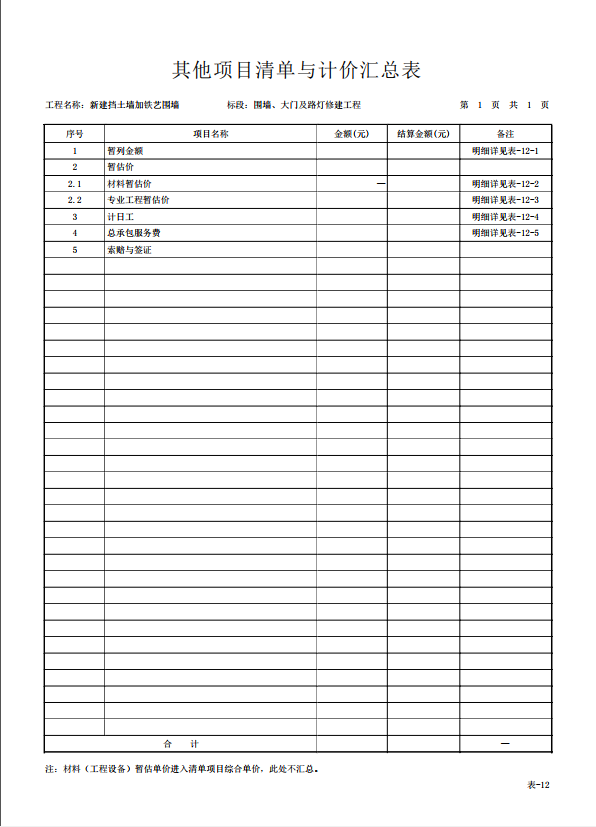 其他项目清单与计价汇总表
工程名称：新建挡土墙加铁艺围墙 标段：围墙、大门及路灯修建工程 第 1 页 共 1 页
序号 项目名称 金额(元) 结算金额(元) 备注
1 暂列金额 明细详见表-12-1
2 暂估价
2.1 材料暂估价 — 明细详见表-12-2
2.2 专业工程暂估价 明细详见表-12-3
3 计日工 明细详见表-12-4
4 总承包服务费 明细详见表-12-5
5 索赔与签证
合 计 —
注：材料（工程设备）暂估单价进入清单项目综合单价，此处不汇总。
表-12